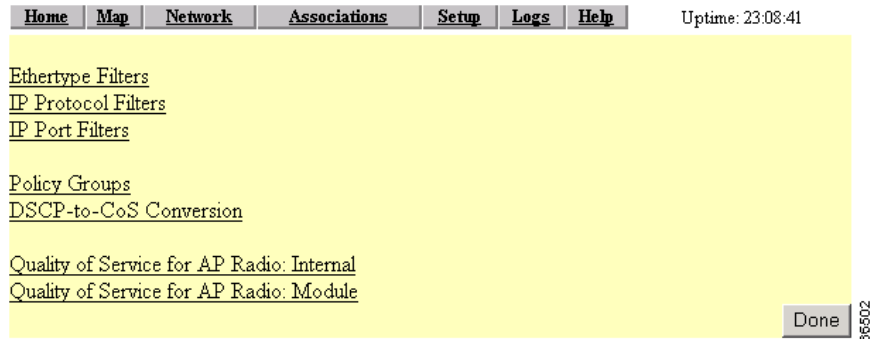 Home Map Network Associations Setup Logs Help Uptime: 23:08:41
Ethertype Filters
IP Protocol Filters
IP Port Filters
Policy Groups
DSCP-to-CoS Conversion
Quality of Service for AP Radio: Internal
Quality of Service for AP Radio: Module
Done
86502